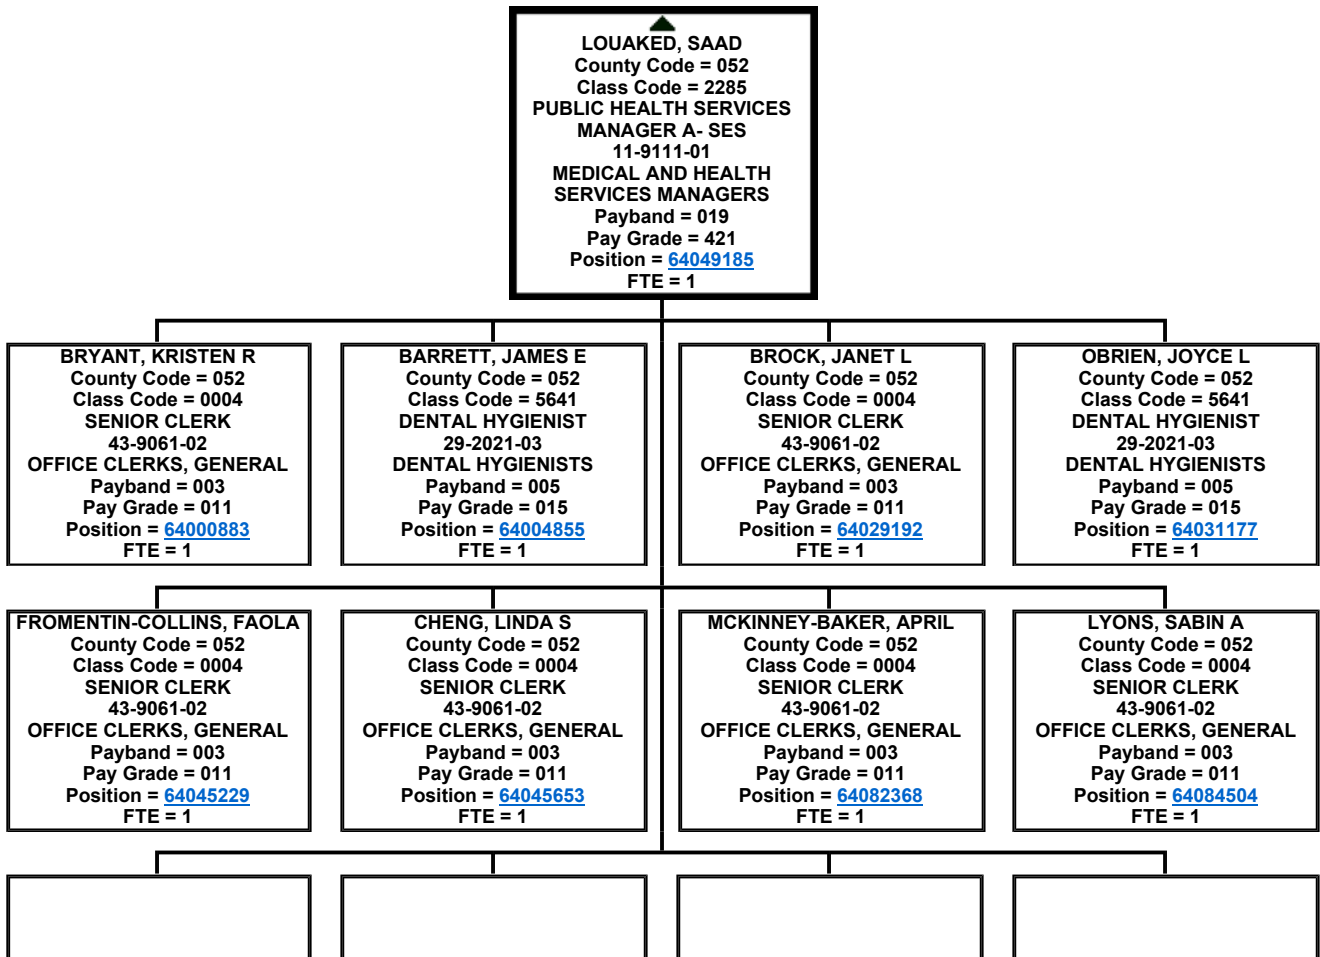 LOUAKED, SAAD
County Code = 052
Class Code = 2285
PUBLIC HEALTH SERVICES
MANAGER A- SES
11-9111-01
MEDICAL AND HEALTH
SERVICES MANAGERS
Payband = 019
Pay Grade = 421
Position = 64049185
FTE = 1
BRYANT, KRISTEN R
County Code = 052
Class Code = 0004
SENIOR CLERK
43-9061-02
OFFICE CLERKS, GENERAL
Payband = 003
Pay Grade = 011
Position = 64000883
FTE = 1
BARRETT, JAMES E
County Code = 052
Class Code = 5641
DENTAL HYGIENIST
29-2021-03
DENTAL HYGIENISTS
Payband = 005
Pay Grade = 015
Position = 64004855
FTE = 1
BROCK, JANET L
County Code = 052
Class Code = 0004
SENIOR CLERK
43-9061-02
OFFICE CLERKS, GENERAL
Payband = 003
Pay Grade = 011
Position = 64029192
FTE = 1
OBRIEN, JOYCE L
County Code = 052
Class Code = 5641
DENTAL HYGIENIST
29-2021-03
DENTAL HYGIENISTS
Payband = 005
Pay Grade = 015
Position = 64031177
FTE = 1
FROMENTIN-COLLINS, FAOLA
County Code = 052
Class Code = 0004
SENIOR CLERK
43-9061-02
OFFICE CLERKS, GENERAL
Payband = 003
Pay Grade = 011
Position = 64045229
FTE = 1
CHENG, LINDA S
County Code = 052
Class Code = 0004
SENIOR CLERK
43-9061-02
OFFICE CLERKS, GENERAL
Payband = 003
Pay Grade = 011
Position = 64045653
FTE = 1
MCKINNEY-BAKER, APRIL
County Code = 052
Class Code = 0004
SENIOR CLERK
43-9061-02
OFFICE CLERKS, GENERAL
Payband = 003
Pay Grade = 011
Position = 64082368
FTE = 1
LYONS, SABIN A
County Code = 052
Class Code = 0004
SENIOR CLERK
43-9061-02
OFFICE CLERKS, GENERAL
Payband = 003
Pay Grade = 011
Position = 64084504
FTE = 1